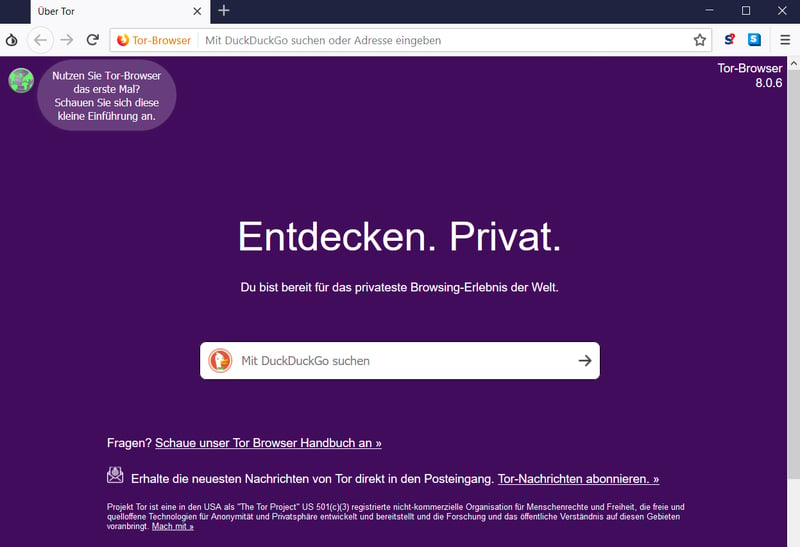 Über Tor
Tor-Browser
Mit DuckDuckGo suchen oder Adresse eingeben
Nutzen Sie Tor-Browser
das erste Mal?
Schauen Sie sich diese
kleine Einführung an.
Tor-Browser
8.0.6
Entdecken. Privat.
Du bist bereit für das privateste Browsing-Erlebnis der Welt.
Mit DuckDuckGo suchen
Fragen? Schaue unser Tor Browser Handbuch an »
Erhalte die neuesten Nachrichten von Tor direkt in den Posteingang. Tor-Nachrichten abonnieren. »
Projekt Tor ist eine in den USA als "The Tor Project" US 501(c)(3) registrierte nicht-kommerzielle Organisation für Menschenrechte und Freiheit, die freie und
quelloffene Technologien für Anonymität und Privatsphäre entwickelt und bereitstellt und die Forschung und das öffentliche Verständnis auf diesen Gebieten
voranbringt. Mach mit »